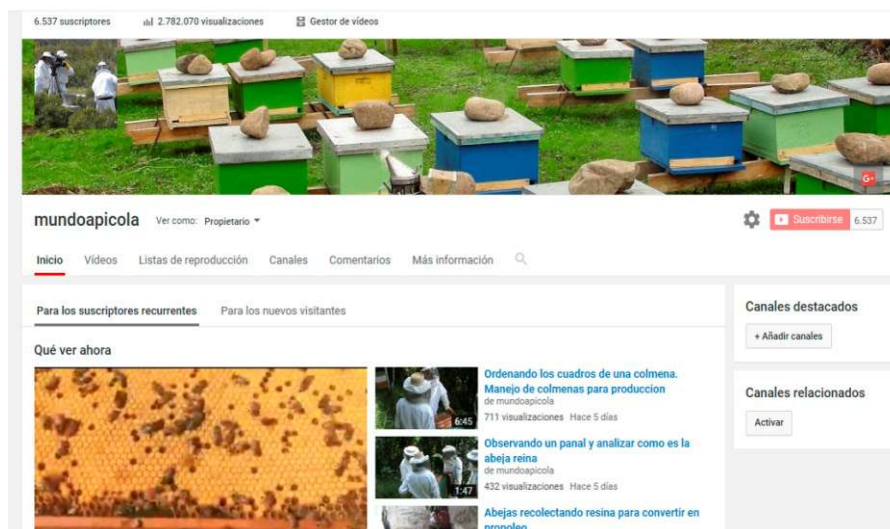 6.537 suscriptores 2.782.070 visualizaciones Gestor de vídeos
G+
mundoapicola Ver como: Propietario
Suscribirse 6.537
Inicio Vídeos Listas de reproducción Canales Comentarios Más información
Para los suscriptores recurrentes Para los nuevos visitantes
Qué ver ahora
6:45
Ordenando los cuadros de una colmena.
Manejo de colmenas para produccion
de mundoapicola
711 visualizaciones Hace 5 días
1:47
Observando un panal y analizar como es la
abeja reina
de mundoapicola
432 visualizaciones Hace 5 días
Abejas recolectando resina para convertir en
propoleo
Canales destacados
+ Añadir canales
Canales relacionados
Activar